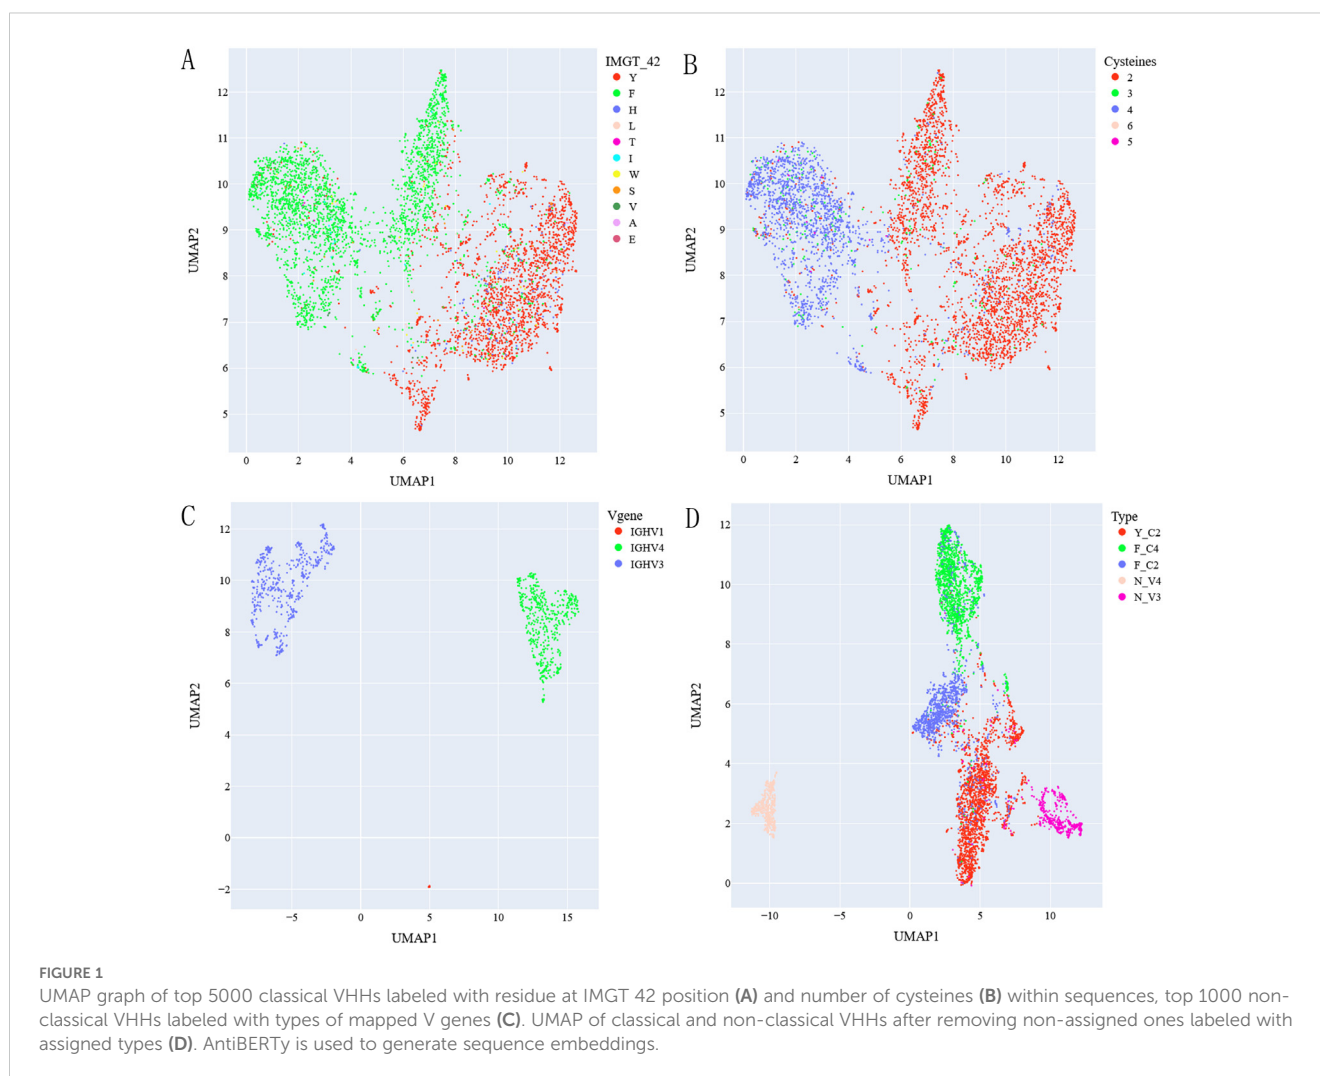 A
IMGT_42
Y
F
H
L
T
I
W
S
V
A
E
12
11
10
9
8
7
6
5
UMAP2
0 2 4 6 8 10 12
UMAP1
B
Cysteines
2
3
4
6
5
12
11
10
9
8
7
6
5
UMAP2
0 2 4 6 8 10 12
UMAP1
C
Vgene
IGHV1
IGHV4
IGHV3
12
10
8
6
4
2
0
−2
UMAP2
−5 0 5 10 15
UMAP1
D
Type
Y_C2
F_C4
F_C2
N_V4
N_V3
12
10
8
6
4
2
0
UMAP2
−10 −5 0 5 10
UMAP1
FIGURE 1
UMAP graph of top 5000 classical VHHs labeled with residue at IMGT 42 position (A) and number of cysteines (B) within sequences, top 1000 non-
classical VHHs labeled with types of mapped V genes (C). UMAP of classical and non-classical VHHs after removing non-assigned ones labeled with
assigned types (D). AntiBERTy is used to generate sequence embeddings.